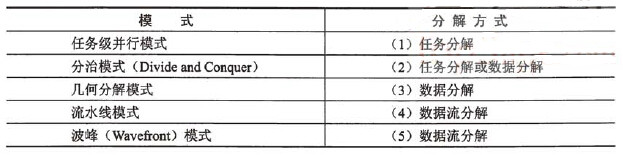 模 式 分解方式
任务级并行模式 （1）任务分解
分治模式（Divide and Conquer） （2）任务分解或数据分解
几何分解模式 （3）数据分解
流水线模式 （4）数据流分解
波峰（Wavefront）模式 （5）数据流分解